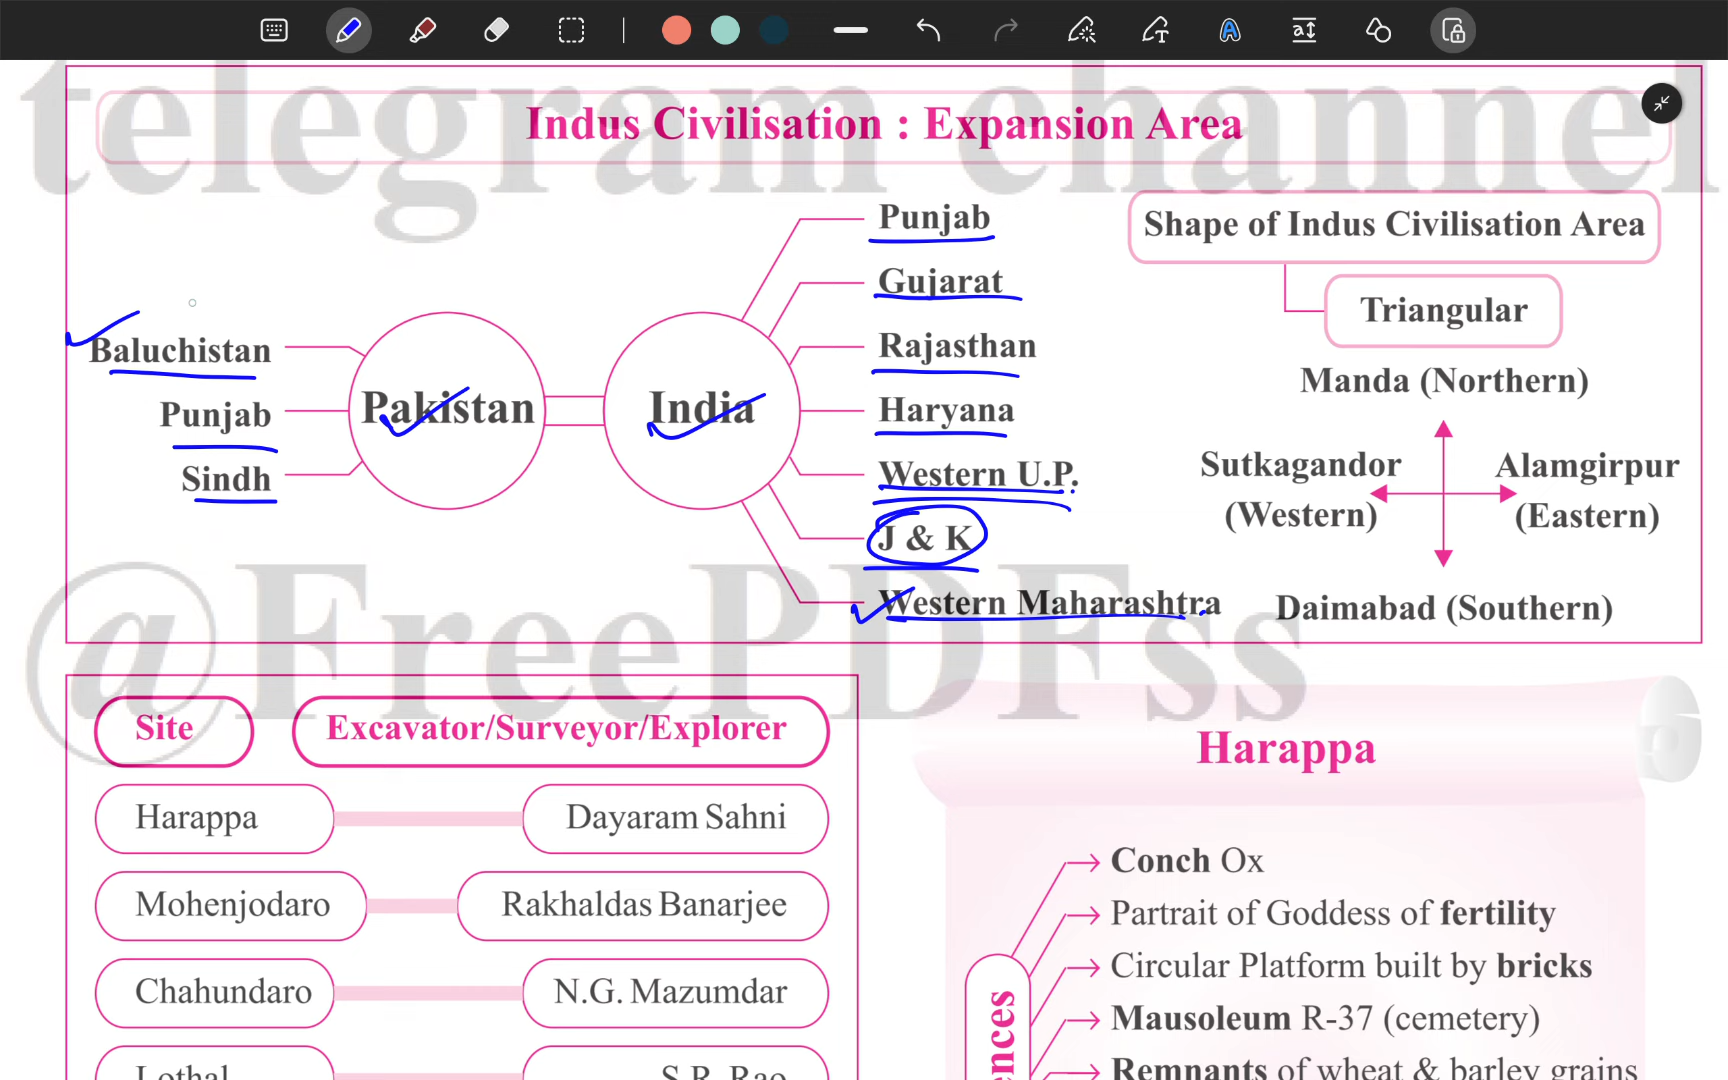 telegram channel
Indus Civilisation : Expansion Area
Baluchistan
Punjab
Sindh
Pakistan
India
Punjab
Gujarat
Rajasthan
Haryana
Western U.P.
J & K
Western Maharashtra
Shape of Indus Civilisation Area
Triangular
Manda (Northern)
Sutkagandor
(Western)
Alamgirpur
(Eastern)
Daimabad (Southern)
@FreePDFss
Site
Excavator/Surveyor/Explorer
Harappa
Dayaram Sahni
Mohenjodaro
Rakhaldas Banarjee
Chahundaro
N.G. Mazumdar
Lothal
S.R. Rao
Harappa
Conch Ox
Partrait of Goddess of fertility
Circular Platform built by bricks
Mausoleum R-37 (cemetery)
Remnants of wheat & barley grains